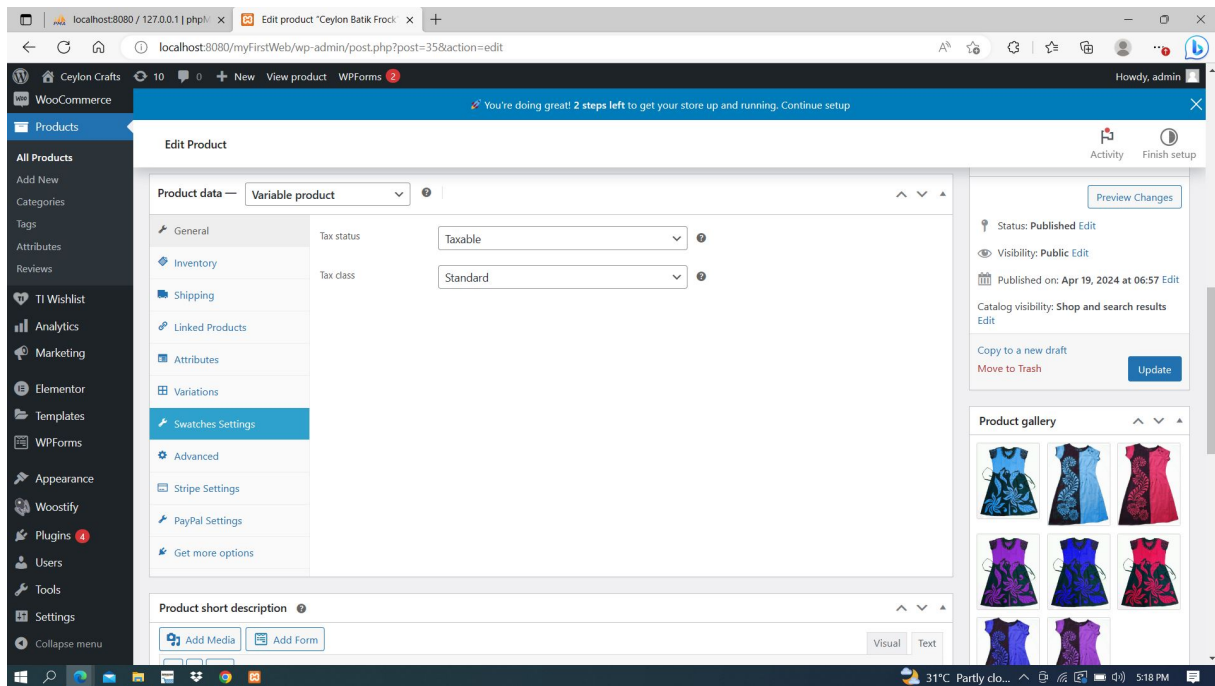 localhost:8080 / 127.0.0.1 | phpM
Edit product "Ceylon Batik Frock"
localhost:8080/myFirstWeb/wp-admin/post.php?post=35&action=edit
Ceylon Crafts 10 0 New View product WPForms 2 Howdy, admin
WooCommerce
Products
All Products
Add New
Categories
Tags
Attributes
Reviews
TI Wishlist
Analytics
Marketing
Elementor
Templates
WPForms
Appearance
Woostify
Plugins 4
Users
Tools
Settings
Collapse menu
🚀 You're doing great! 2 steps left to get your store up and running. Continue setup
Edit Product
Activity
Finish setup
Product data — Variable product
General
Inventory
Shipping
Linked Products
Attributes
Variations
Swatches Settings
Advanced
Stripe Settings
PayPal Settings
Get more options
Tax status Taxable
Tax class Standard
Product short description
Add Media Add Form
Visual Text
Preview Changes
Status: Published Edit
Visibility: Public Edit
Published on: Apr 19, 2024 at 06:57 Edit
Catalog visibility: Shop and search results
Edit
Copy to a new draft
Move to Trash
Update
Product gallery
31°C Partly clo... 5:18 PM